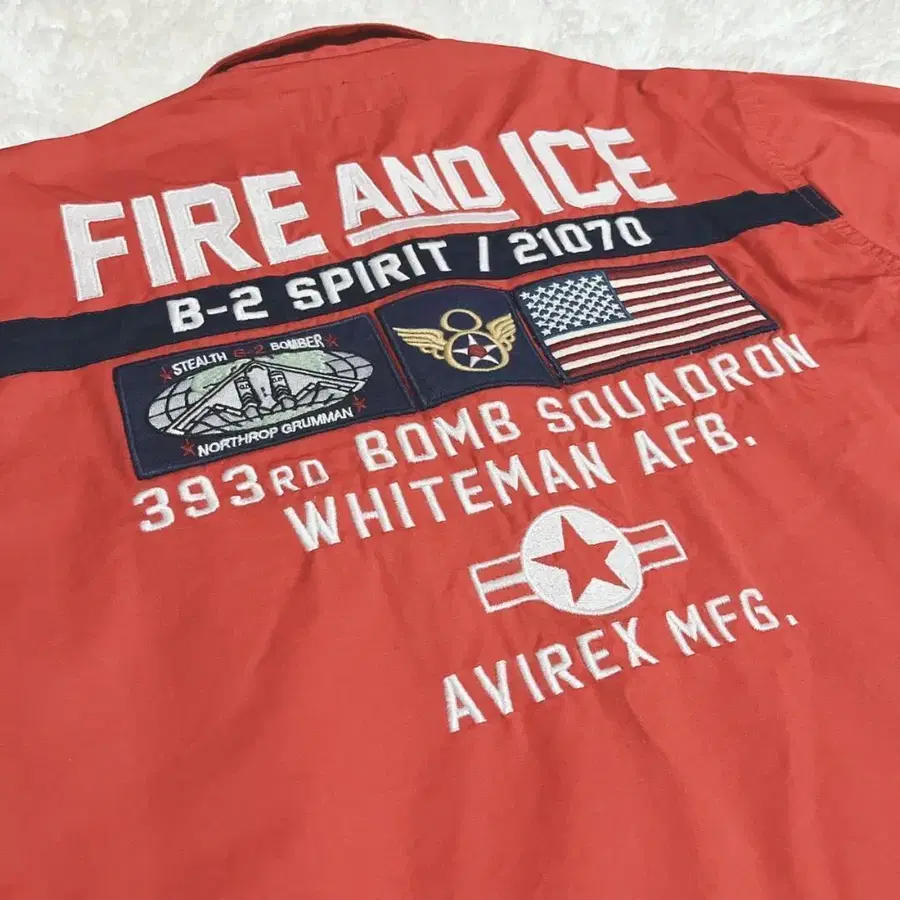 FIRE AND ICE
B-2 SPIRIT / 21070
STEALTH B-2 BOMBER
NORTHROP GRUMMAN
393RD BOMB SQUADRON
WHITEMAN AFB.
AVIREX MFG.